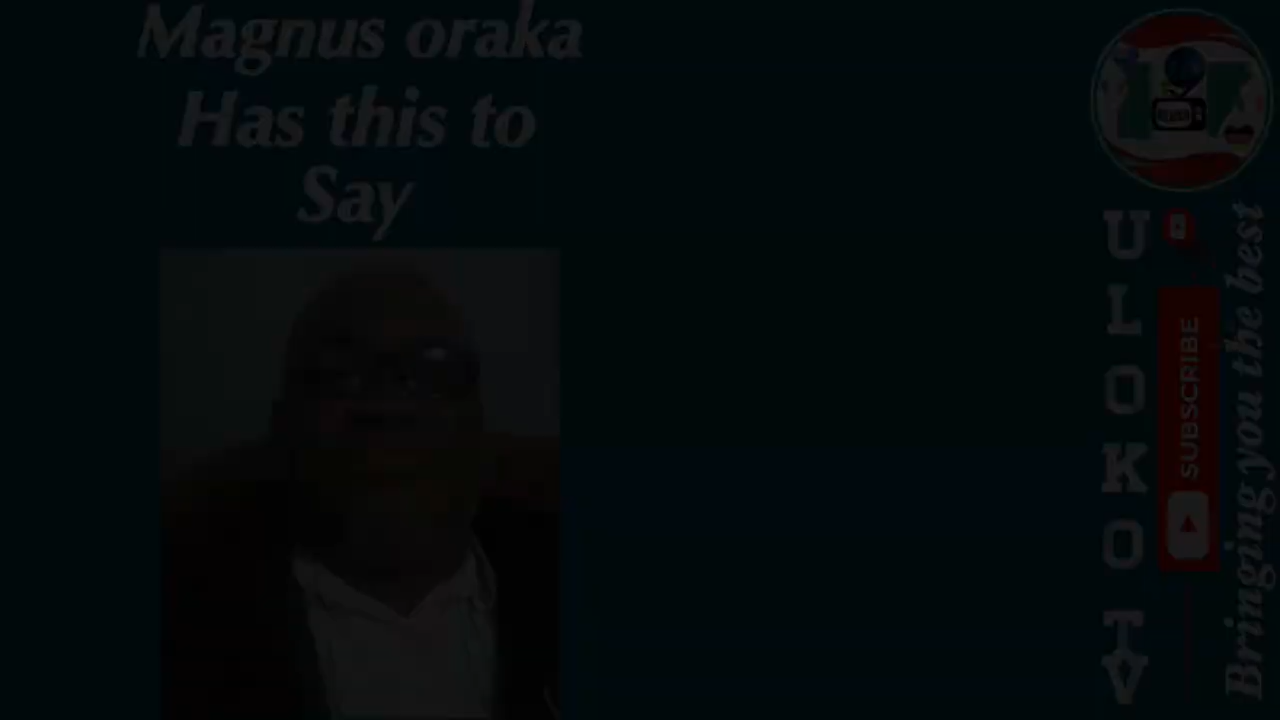 Magnus oraka
Has this to
Say
ULOKO TV
SUBSCRIBE
Bringing you the best